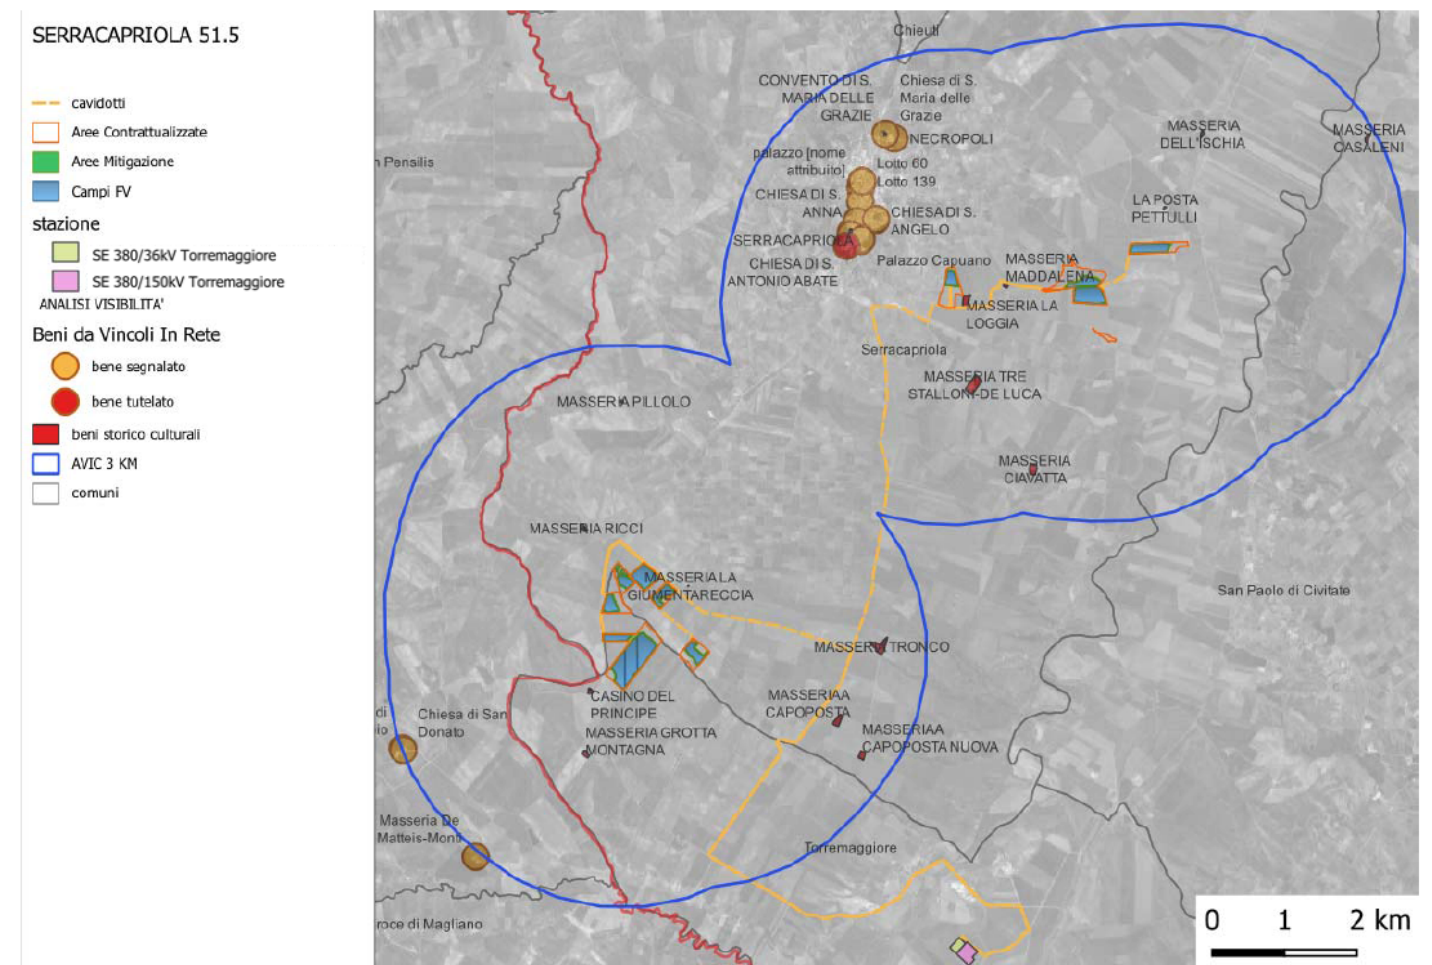 SERRACAPRIOLA 51.5
cavidotti
Aree Contrattualizzate
Aree Mitigazione
Campi FV
stazione
SE 380/36kV Torremaggiore
SE 380/150kV Torremaggiore
ANALISI VISIBILITA'
Beni da Vincoli In Rete
bene segnalato
bene tutelato
beni storico culturali
AVIC 3 KM
comuni
Chieuti
CONVENTO DI S.
MARIA DELLE
GRAZIE
Chiesa di S.
Maria delle
Grazie
NECROPOLI
MASSERIA
DELL'ISCHIA
MASSERIA
CASALENI
n Pensilis
palazzo [nome
attribuito]
Lotto 60
Lotto 139
CHIESA DI S.
ANNA
CHIESA DI S.
ANGELO
LA POSTA
PETTULLI
SERRACAPRIOLA
CHIESA DI S.
ANTONIO ABATE
Palazzo Capuano
MASSERIA
MADDALENA
MASSERIA LA
LOGGIA
Serracapriola
MASSERIA TRE
STALLONI-DE LUCA
MASSERIA PILLOLO
MASSERIA
CIAVATTA
MASSERIA RICCI
MASSERIA LA
GIUMENTARECCIA
San Paolo di Civitate
MASSERIA TRONCO
CASINO DEL
PRINCIPE
MASSERIA A
CAPOPOSTA
di
io
Chiesa di San
Donato
MASSERIA GROTTA
MONTAGNA
MASSERIA A
CAPOPOSTA NUOVA
Masseria De
Matteis-Monti
Torremaggiore
roce di Magliano
0 1 2 km